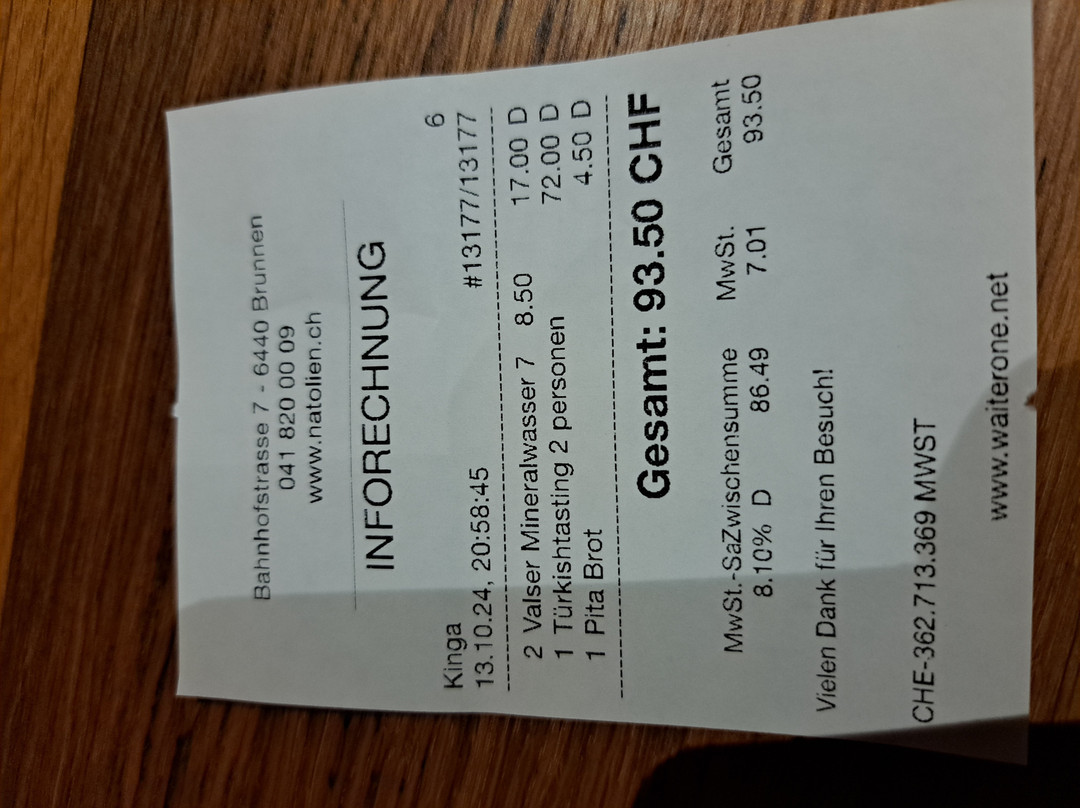 Bahnhofstrasse 7 - 6440 Brunnen
041 820 00 09
www.natolien.ch
INFORECHNUNG
Kinga 6
13.10.24, 20:58:45 #13177/13177
2 Valser Mineralwasser 7 8.50 17.00 D
1 Türkishtasting 2 personen 72.00 D
1 Pita Brot 4.50 D
Gesamt: 93.50 CHF
MwSt.-SaZwischensumme MwSt. Gesamt
8.10% D 86.49 7.01 93.50
Vielen Dank für Ihren Besuch!
CHE-362.713.369 MWST
www.waiterone.net